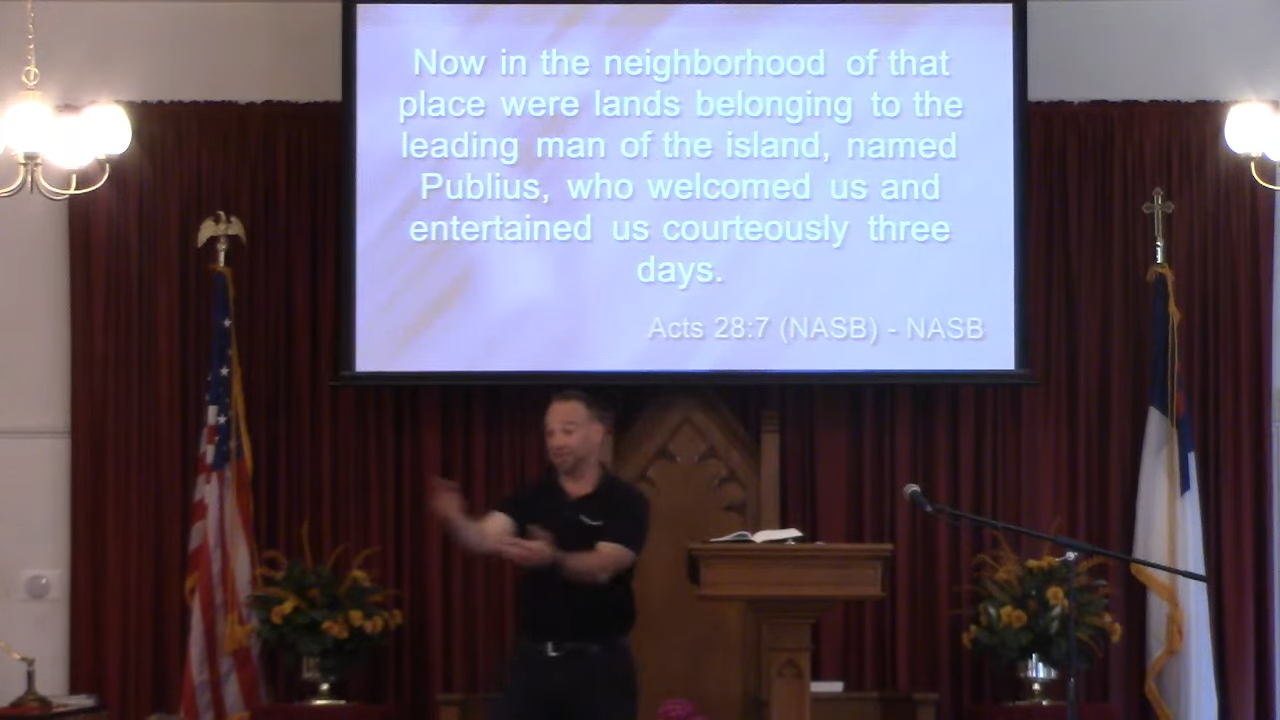 Now in the neighborhood of that
place were lands belonging to the
leading man of the island, named
Publius, who welcomed us and
entertained us courteously three
days.
Acts 28:7 (NASB) - NASB